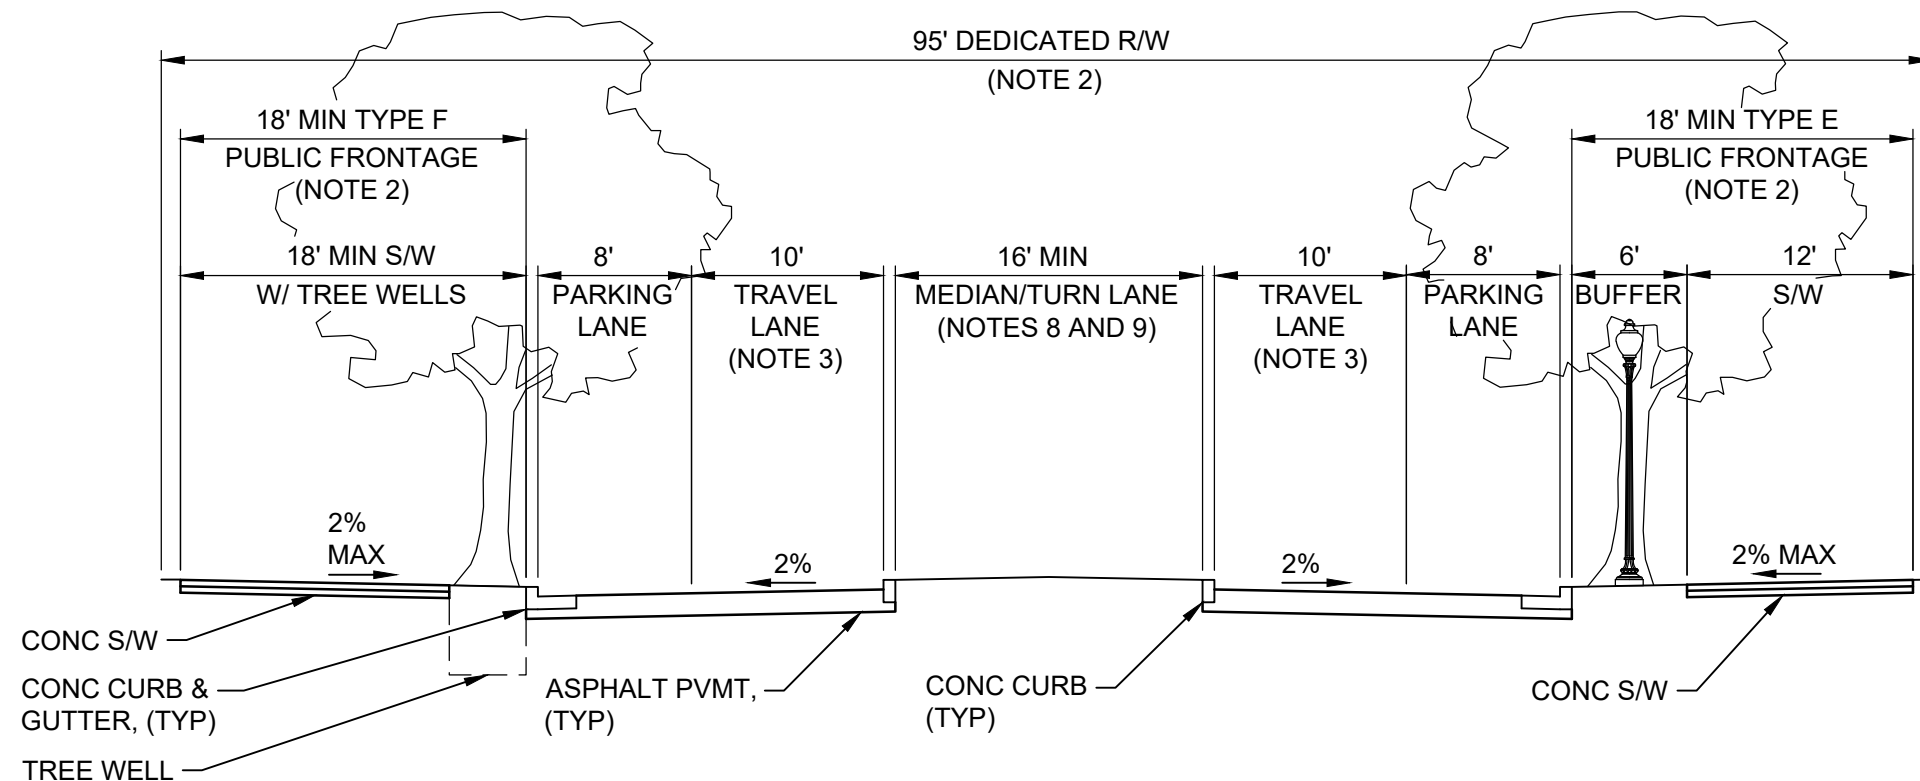 95' DEDICATED R/W
(NOTE 2)
18' MIN TYPE F
PUBLIC FRONTAGE
(NOTE 2)
18' MIN TYPE E
PUBLIC FRONTAGE
(NOTE 2)
18' MIN S/W
W/ TREE WELLS
8'
PARKING
LANE
10'
TRAVEL
LANE
(NOTE 3)
16' MIN
MEDIAN/TURN LANE
(NOTES 8 AND 9)
10'
TRAVEL
LANE
(NOTE 3)
8'
PARKING
LANE
6'
BUFFER
12'
S/W
2%
MAX
2%
2%
2% MAX
CONC S/W
CONC CURB &
GUTTER, (TYP)
TREE WELL
ASPHALT PVMT,
(TYP)
CONC CURB
(TYP)
CONC S/W